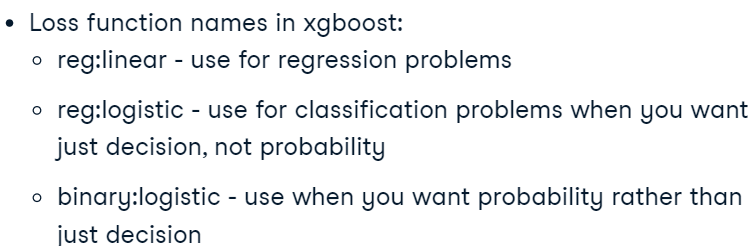 • Loss function names in xgboost:
○ reg:linear - use for regression problems
○ reg:logistic - use for classification problems when you want
just decision, not probability
○ binary:logistic - use when you want probability rather than
just decision